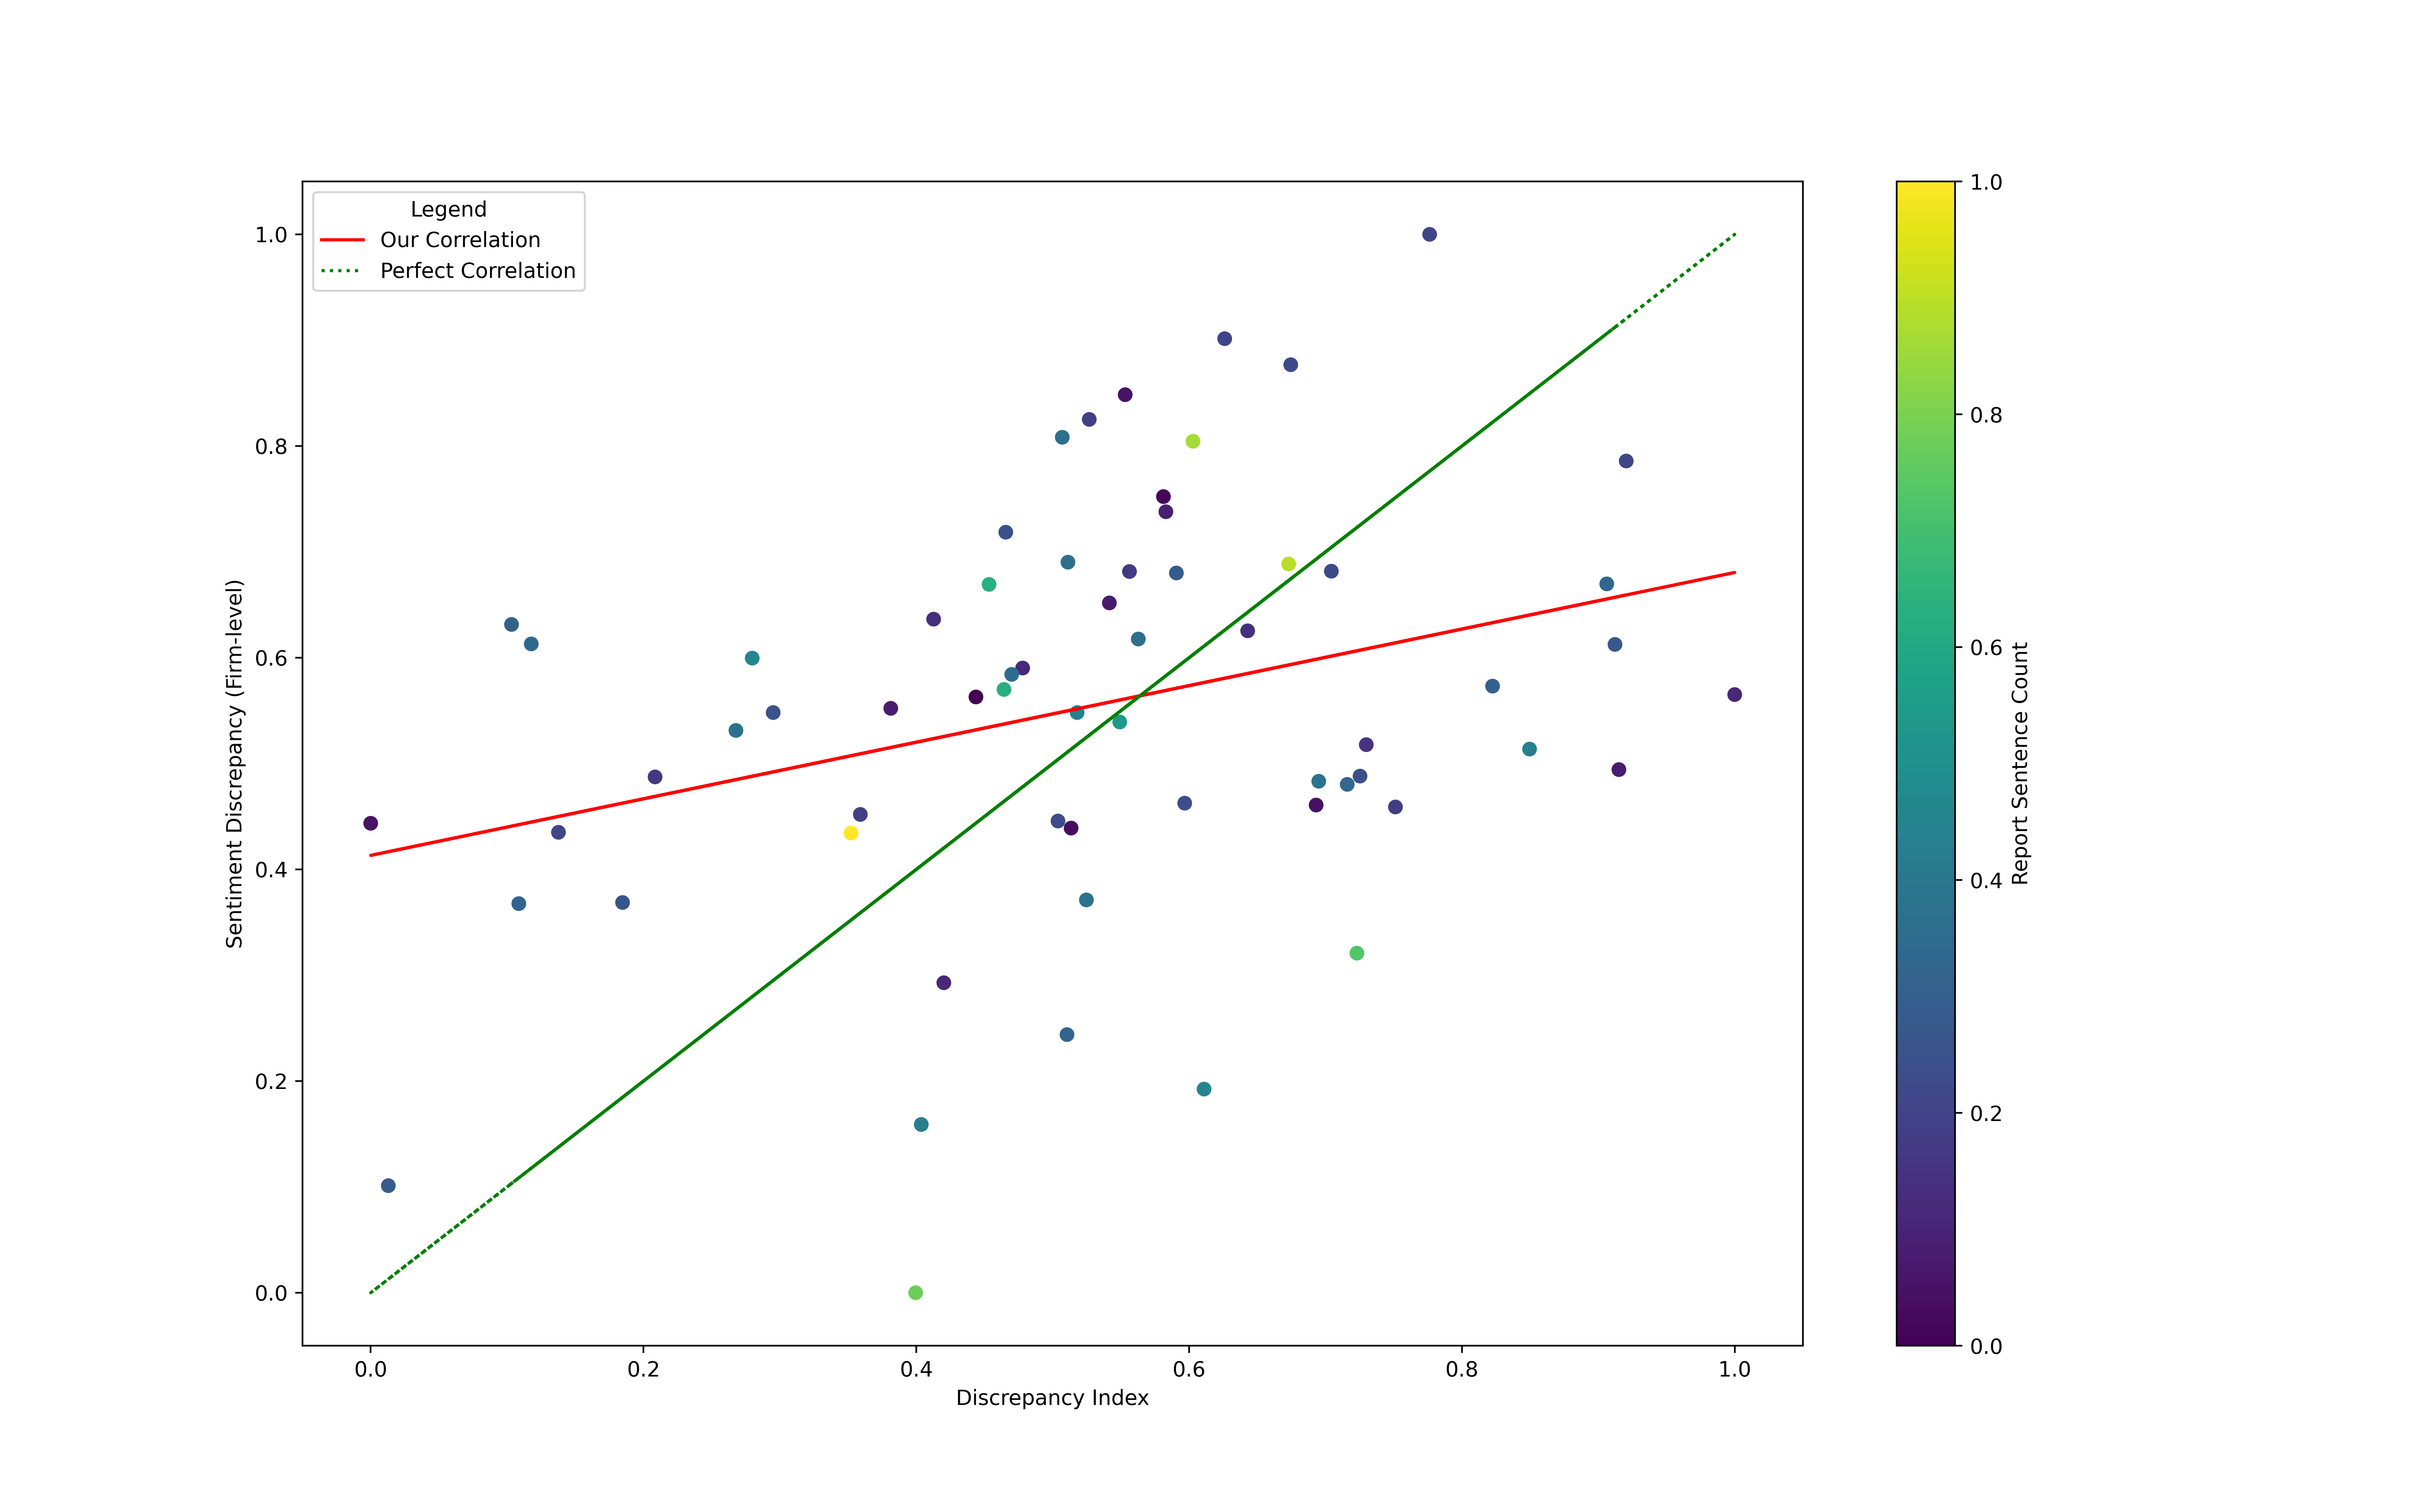 Legend
Our Correlation
Perfect Correlation
Sentiment Discrepancy (Firm-level)
1.0
0.8
0.6
0.4
0.2
0.0
0.0 0.2 0.4 0.6 0.8 1.0
Discrepancy Index
1.0
0.8
0.6
0.4
0.2
0.0
Report Sentence Count